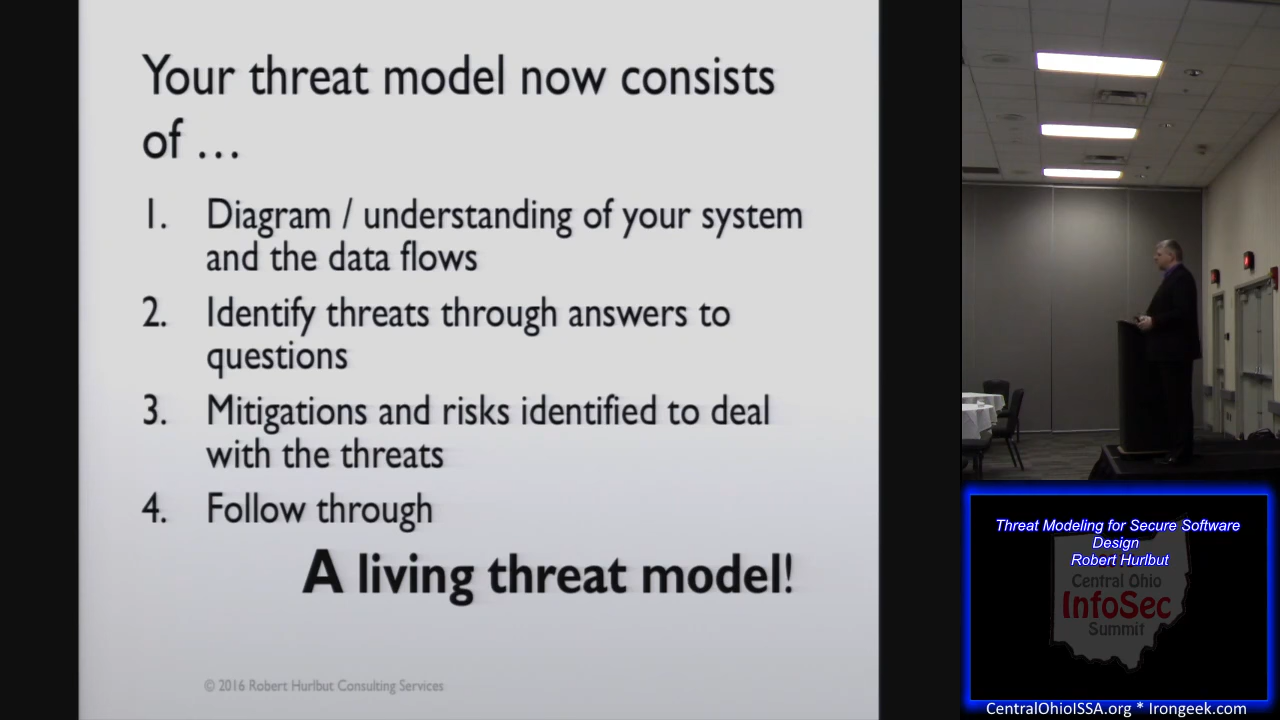 Your threat model now consists
of …
1. Diagram / understanding of your system
and the data flows
2. Identify threats through answers to
questions
3. Mitigations and risks identified to deal
with the threats
4. Follow through
A living threat model!
© 2016 Robert Hurlbut Consulting Services
Threat Modeling for Secure Software
Design
Robert Hurlbut
Central Ohio
InfoSec
Summit
CentralOhioISSA.org * Irongeek.com